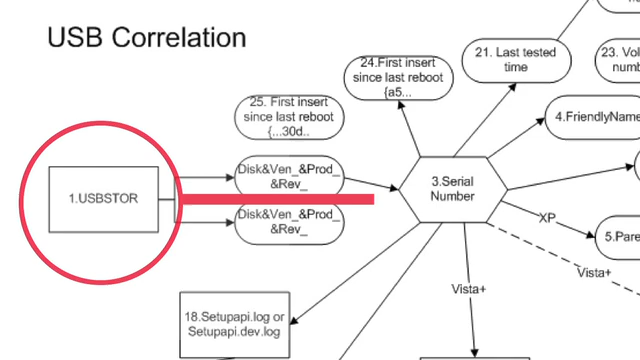 USB Correlation
24.First insert
since last reboot
{a5...
21. Last tested
time
23. Vol
numb
25. First insert
since last reboot
{...30d..
4.FriendlyName
Disk&Ven_&Prod_
&Rev_
1.USBSTOR
3.Serial
Number
Disk&Ven_&Prod_
&Rev_
XP
5.Pare
Vista+
Vista+
18.Setupapi.log or
Setupapi.dev.log